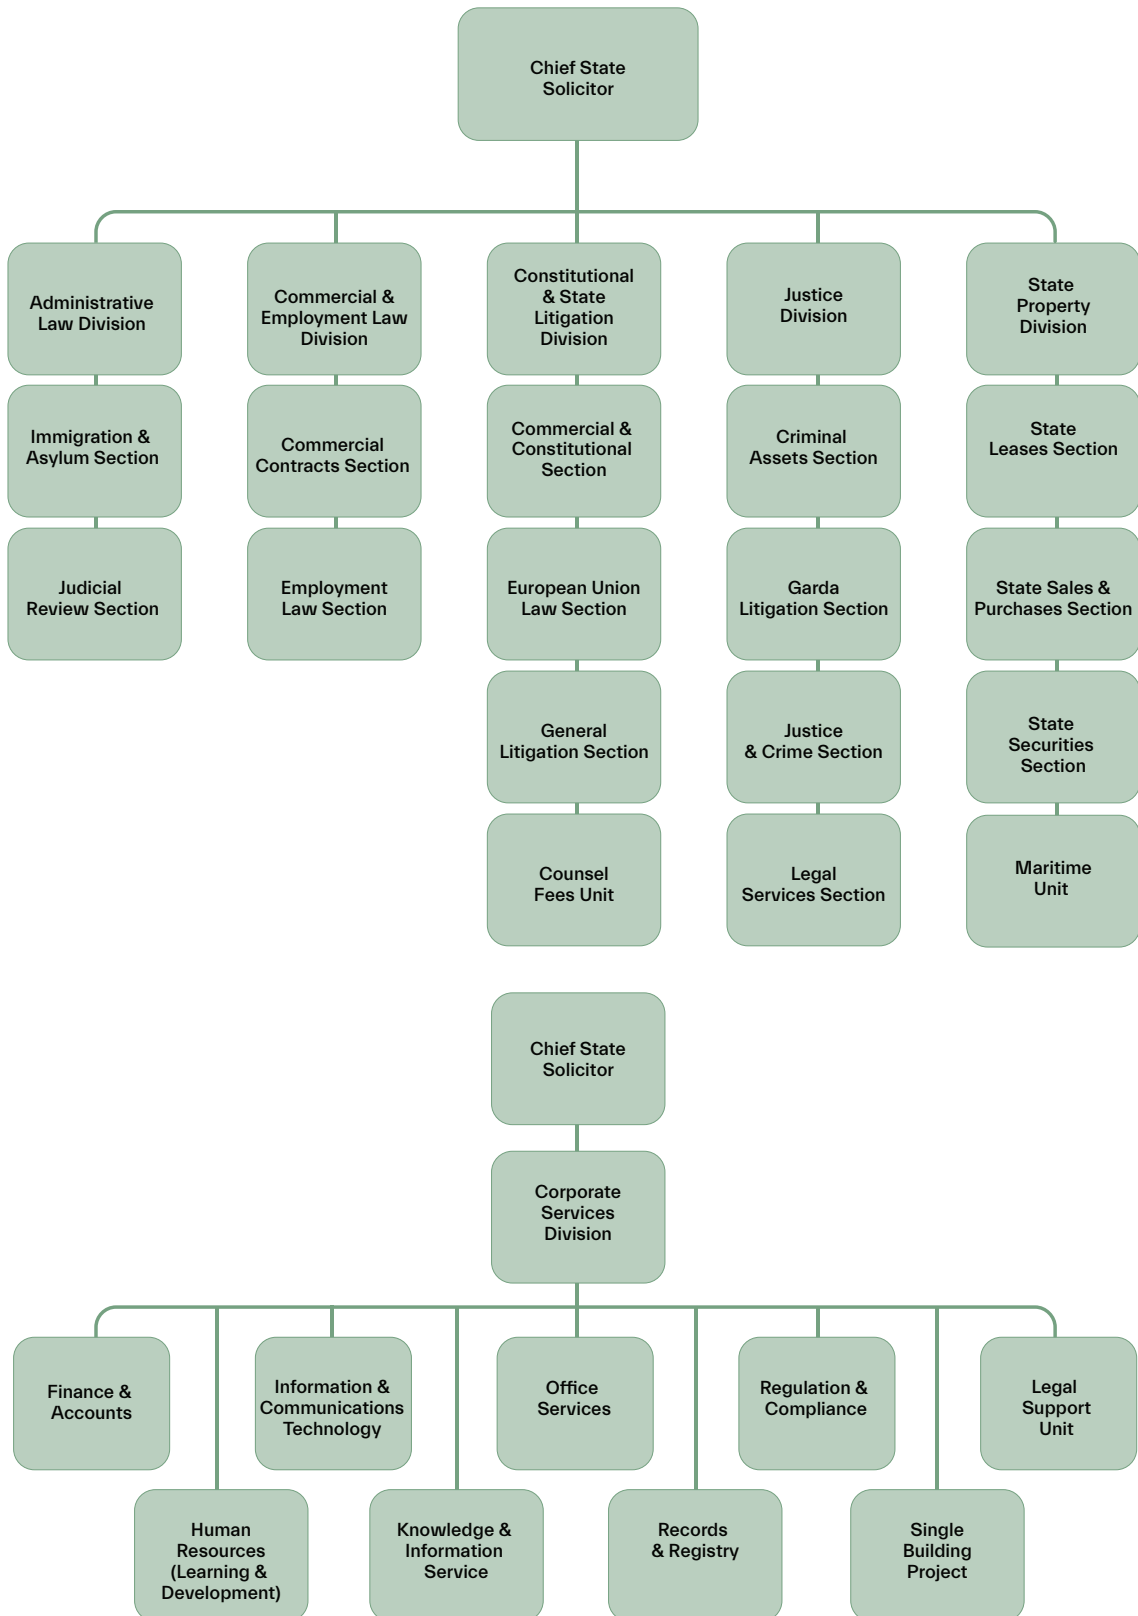 Chief State
Solicitor
Administrative
Law Division
Commercial &
Employment Law
Division
Constitutional
& State
Litigation
Division
Justice
Division
State
Property
Division
Immigration &
Asylum Section
Commercial
Contracts Section
Commercial &
Constitutional
Section
Criminal
Assets Section
State
Leases Section
Judicial
Review Section
Employment
Law Section
European Union
Law Section
Garda
Litigation Section
State Sales &
Purchases Section
General
Litigation Section
Justice
& Crime Section
State
Securities
Section
Counsel
Fees Unit
Legal
Services Section
Maritime
Unit
Chief State
Solicitor
Corporate
Services
Division
Finance &
Accounts
Information &
Communications
Technology
Office
Services
Regulation &
Compliance
Legal
Support
Unit
Human
Resources
(Learning &
Development)
Knowledge &
Information
Service
Records
& Registry
Single
Building
Project